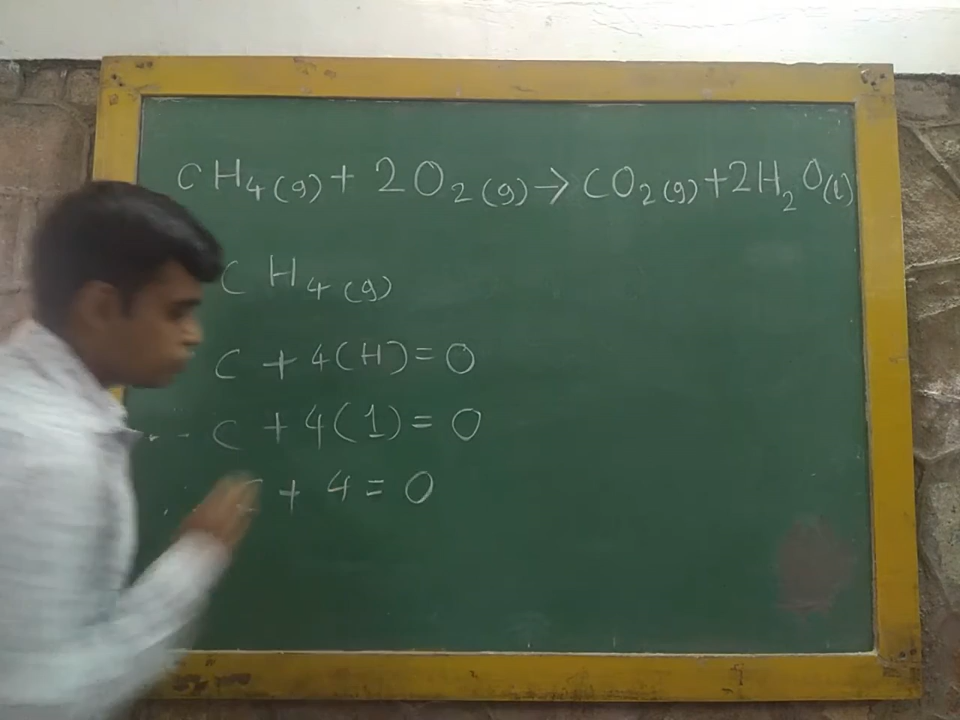 CH4(g) + 2O2(g) → CO2(g) + 2H2O(l)
CH4(g)
C + 4(H) = 0
C + 4(1) = 0
C + 4 = 0